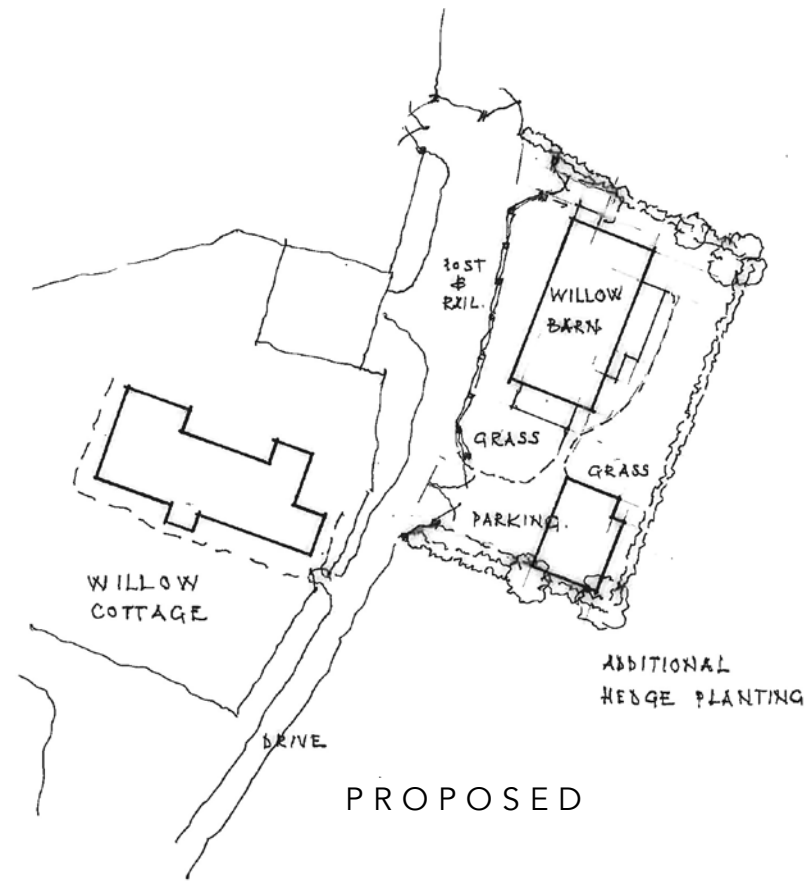 POST
&
RAIL.
WILLOW
BARN
GRASS
GRASS
PARKING.
WILLOW
COTTAGE
ADDITIONAL
HEDGE PLANTING
DRIVE
PROPOSED